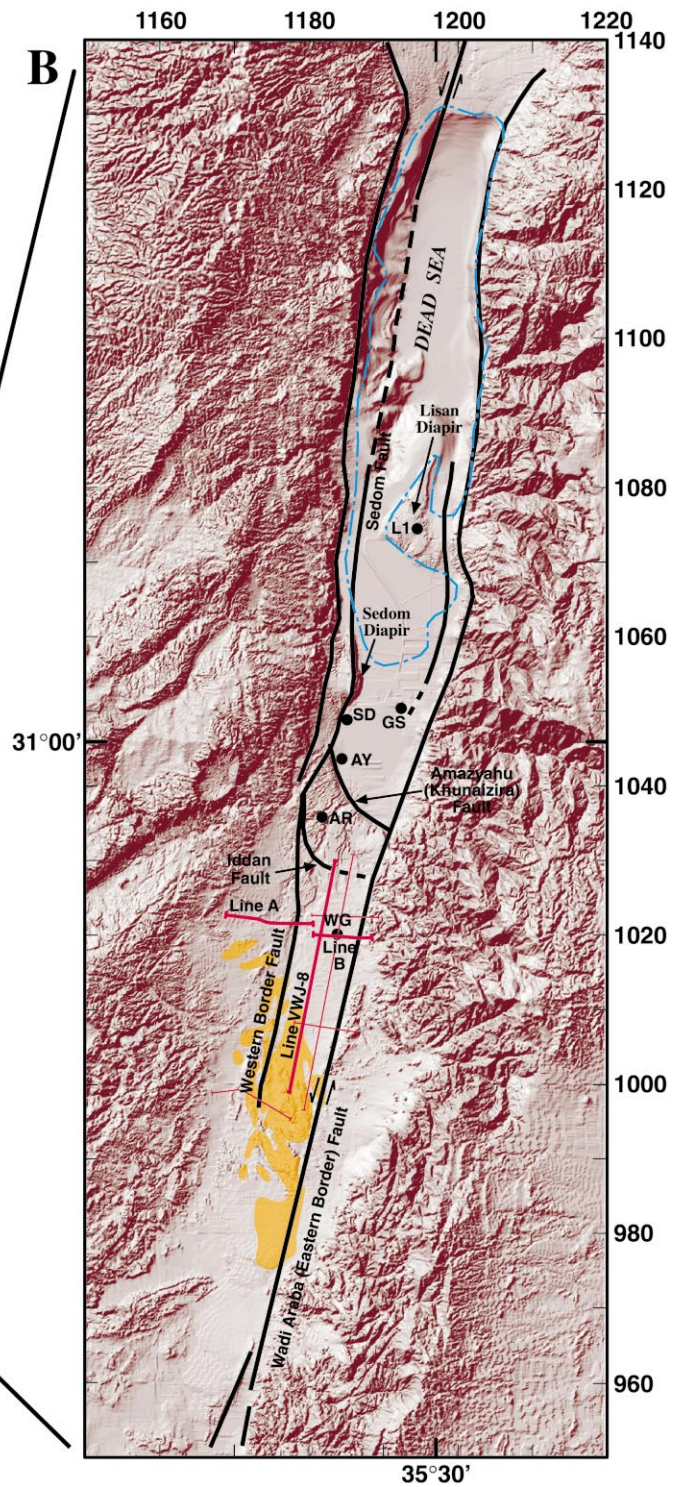 1160 1180 1200 1220
B
1140
1120
DEAD SEA
1100
Lisan
Diapir
Sedom Fault
1080
L1
Sedom
Diapir
1060
SD
GS
31°00'
AY
Amazyahu
(Khunaizira)
Fault
1040
AR
Iddan
Fault
Line A
WG
Line
B
1020
Western Border Fault
Line VWJ-8
1000
Wadi Araba (Eastern Border) Fault
980
960
35°30'